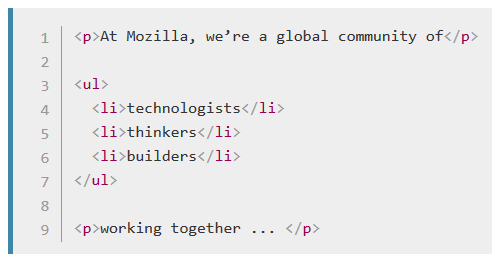 1 <p>At Mozilla, we’re a global community of</p>
2
3 <ul>
4   <li>technologists</li>
5   <li>thinkers</li>
6   <li>builders</li>
7 </ul>
8
9 <p>working together ... </p>